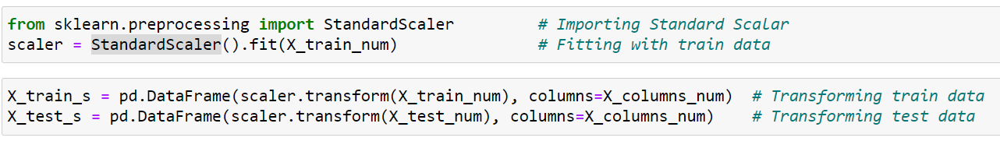 from sklearn.preprocessing import StandardScaler # Importing Standard Scalar
scaler = StandardScaler().fit(X_train_num) # Fitting with train data
X_train_s = pd.DataFrame(scaler.transform(X_train_num), columns=X_columns_num) # Transforming train data
X_test_s = pd.DataFrame(scaler.transform(X_test_num), columns=X_columns_num) # Transforming test data